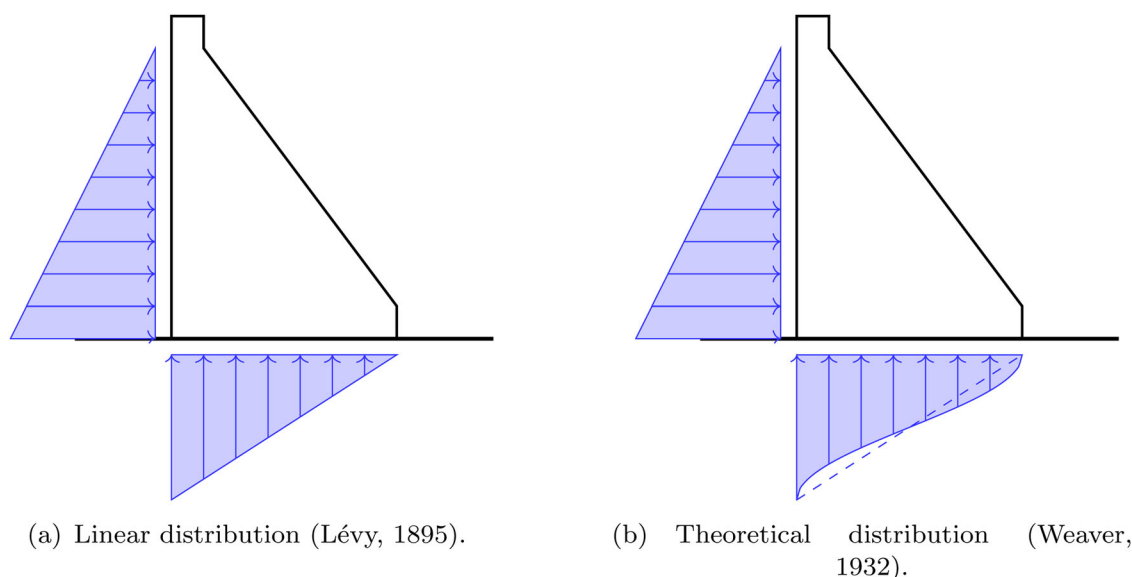 (a) Linear distribution (Lévy, 1895).
(b) Theoretical distribution (Weaver,
1932).